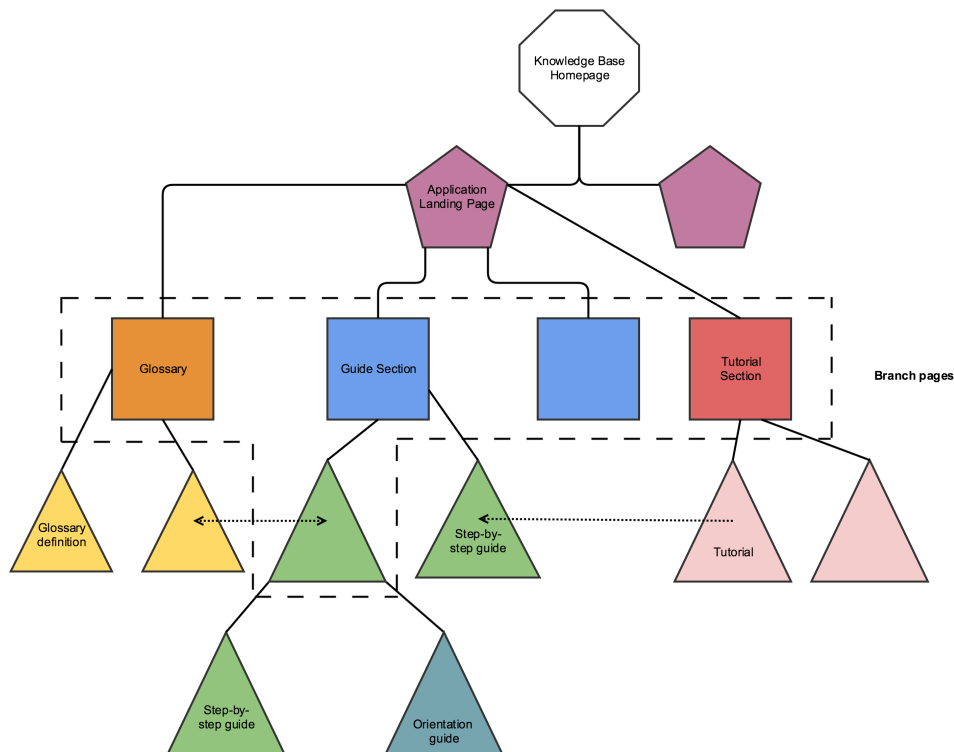 Knowledge Base
Homepage
Application
Landing Page
Glossary
Guide Section
Tutorial
Section
Branch pages
Glossary
definition
Step-by-
step guide
Tutorial
Step-by-
step guide
Orientation
guide